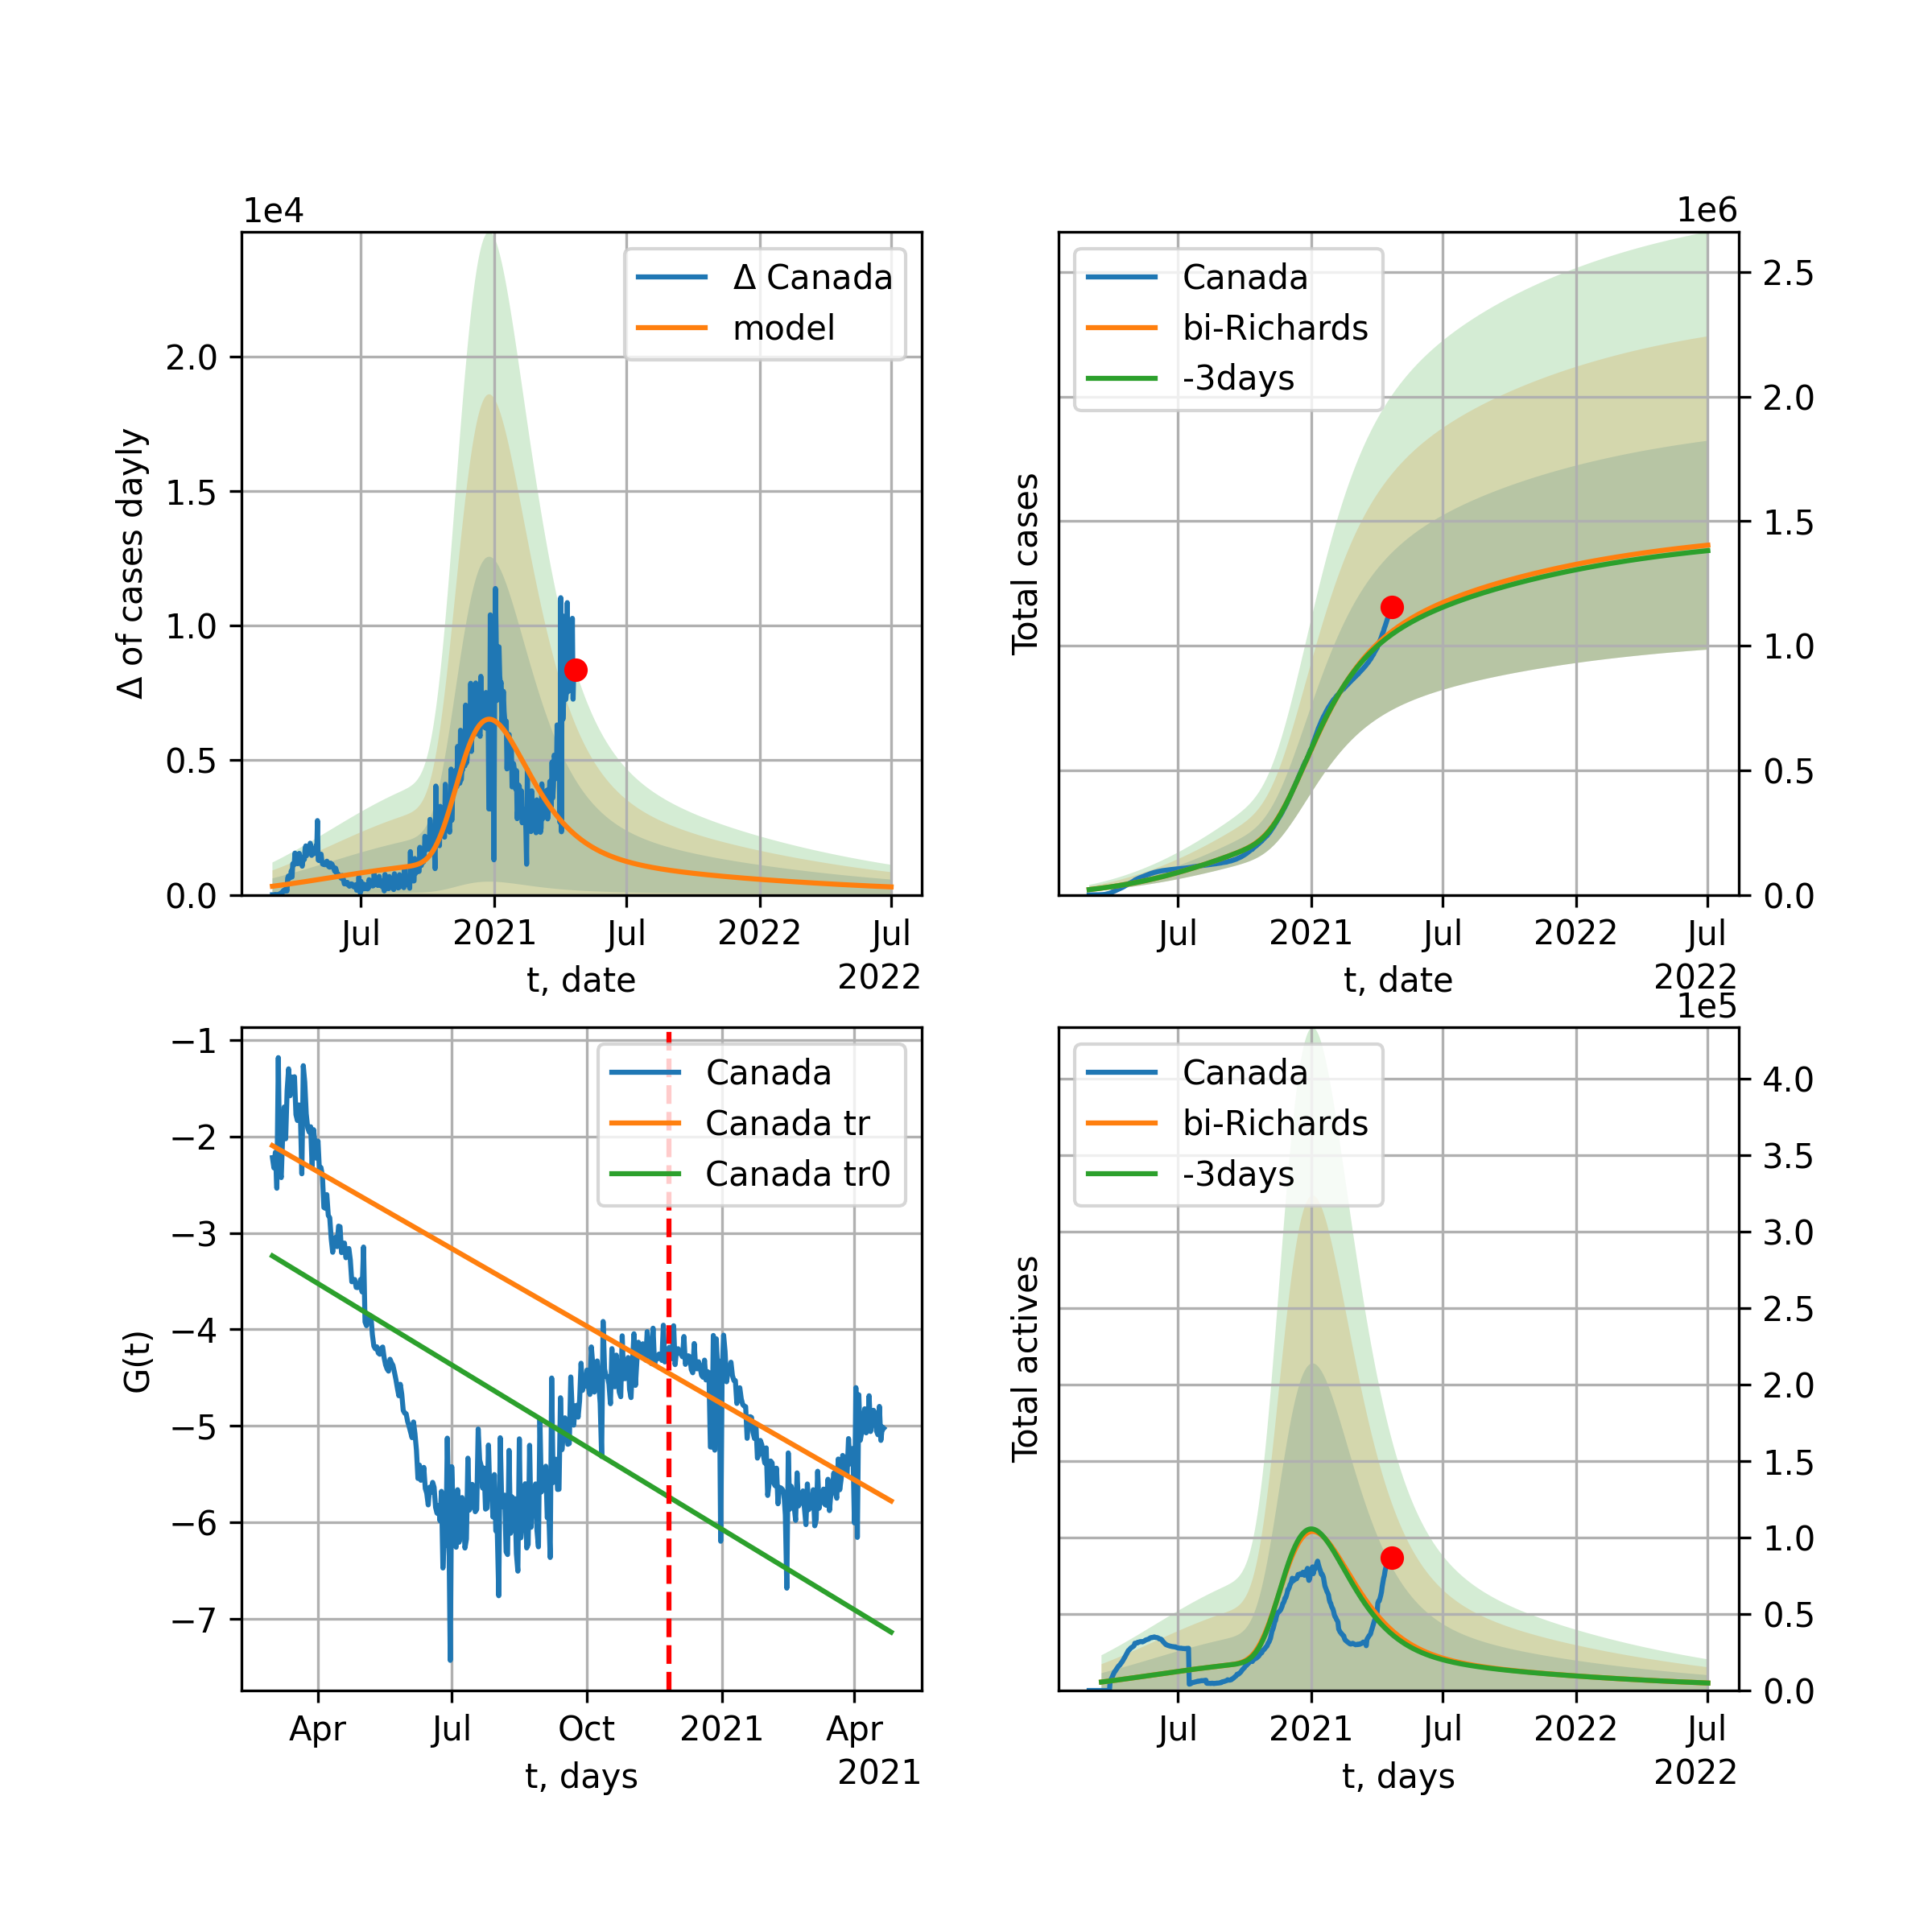 1e4
Δ of cases dayly
2.0
1.5
1.0
0.5
0.0
Δ Canada
model
Jul
2021
Jul
2022
Jul
2022
t, date
1e6
Total cases
Canada
bi-Richards
-3days
2.5
2.0
1.5
1.0
0.5
0.0
Jul
2021
Jul
2022
Jul
2022
t, date
G(t)
−1
−2
−3
−4
−5
−6
−7
Canada
Canada tr
Canada tr0
Apr
Jul
Oct
2021
Apr
2021
t, days
1e5
Total actives
Canada
bi-Richards
-3days
4.0
3.5
3.0
2.5
2.0
1.5
1.0
0.5
0.0
Jul
2021
Jul
2022
Jul
2022
t, days